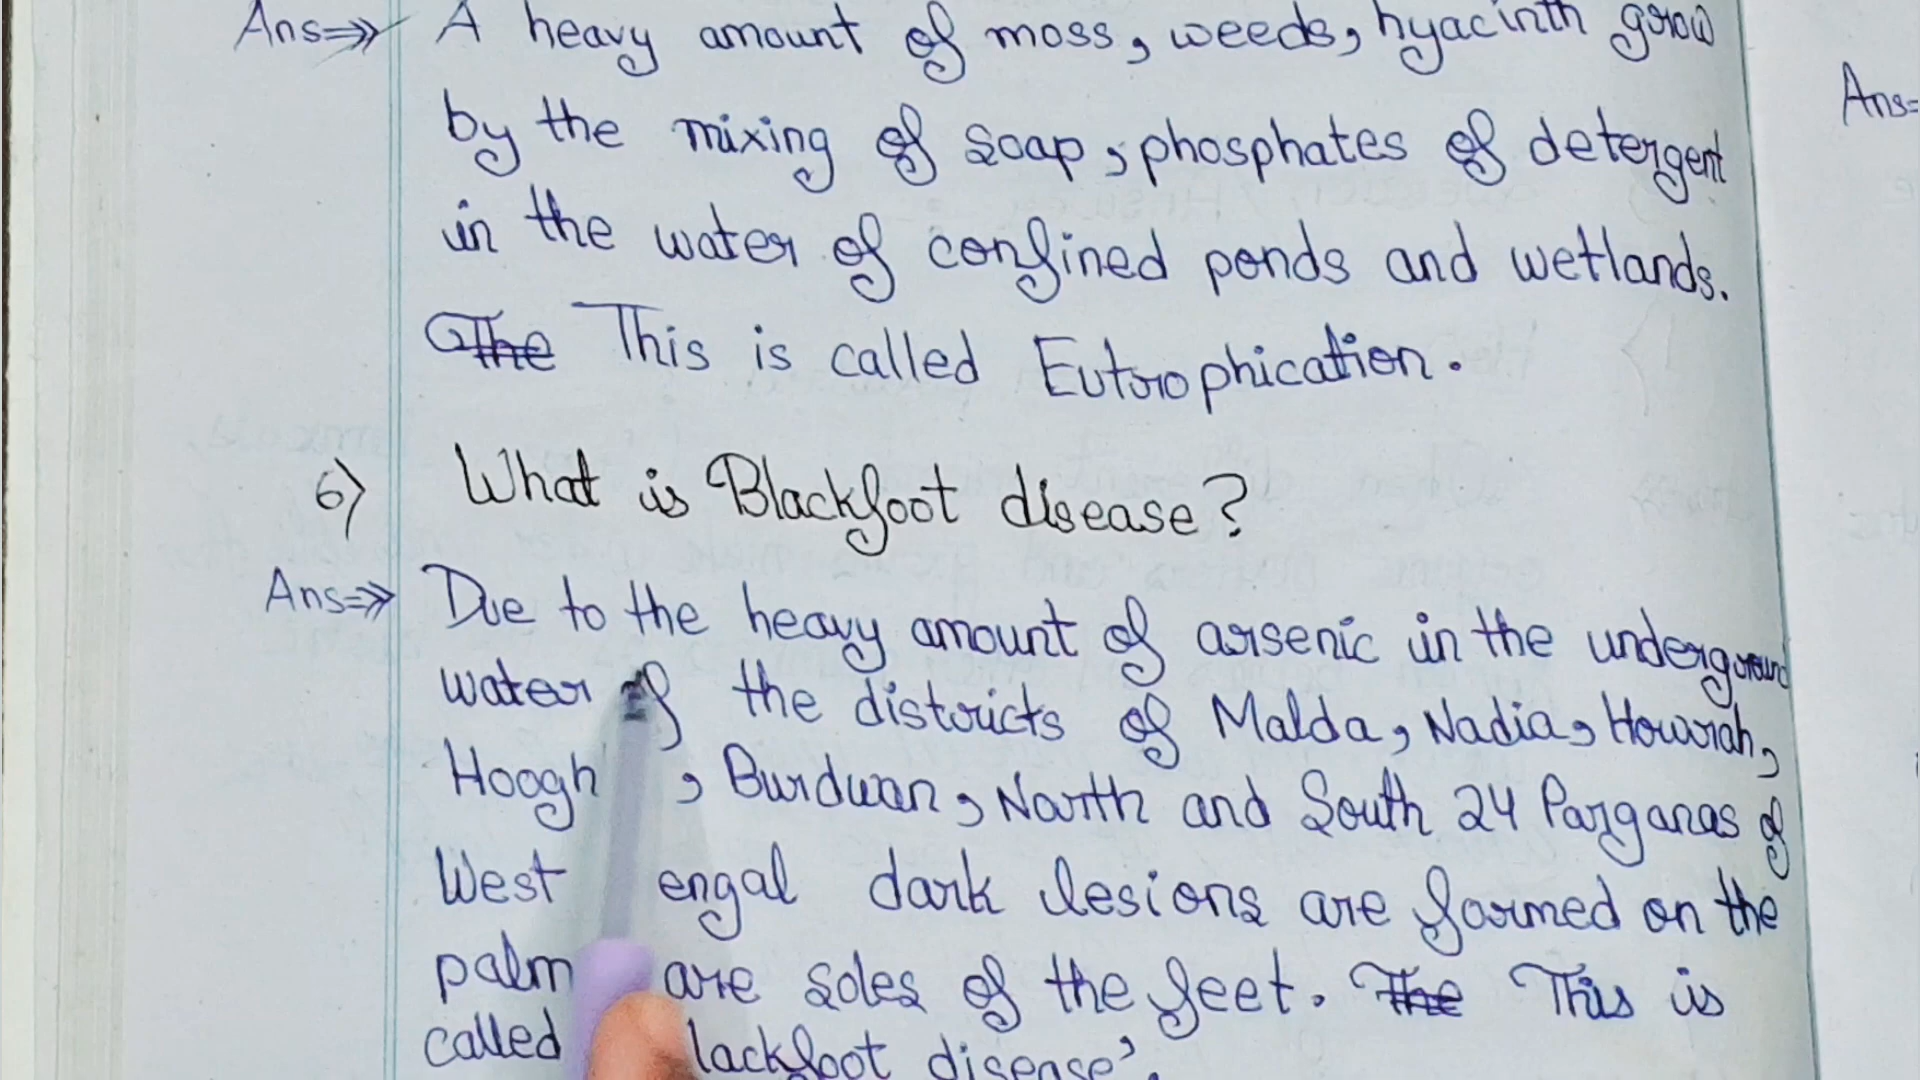 Ans⇒ A heavy amount of moss, weeds, hyacinth grow
by the mixing of soap, phosphates of detergent
in the water of confined ponds and wetlands.
The This is called Eutrophication.
6) What is Blackfoot disease?
Ans⇒ Due to the heavy amount of arsenic in the underground
water of the districts of Malda, Nadia, Howrah,
Hoogh , Burdwan, North and South 24 Parganas of
West engal dark lesions are formed on the
palm are soles of the feet. The This is
called lackfoot disease'.
Ans=